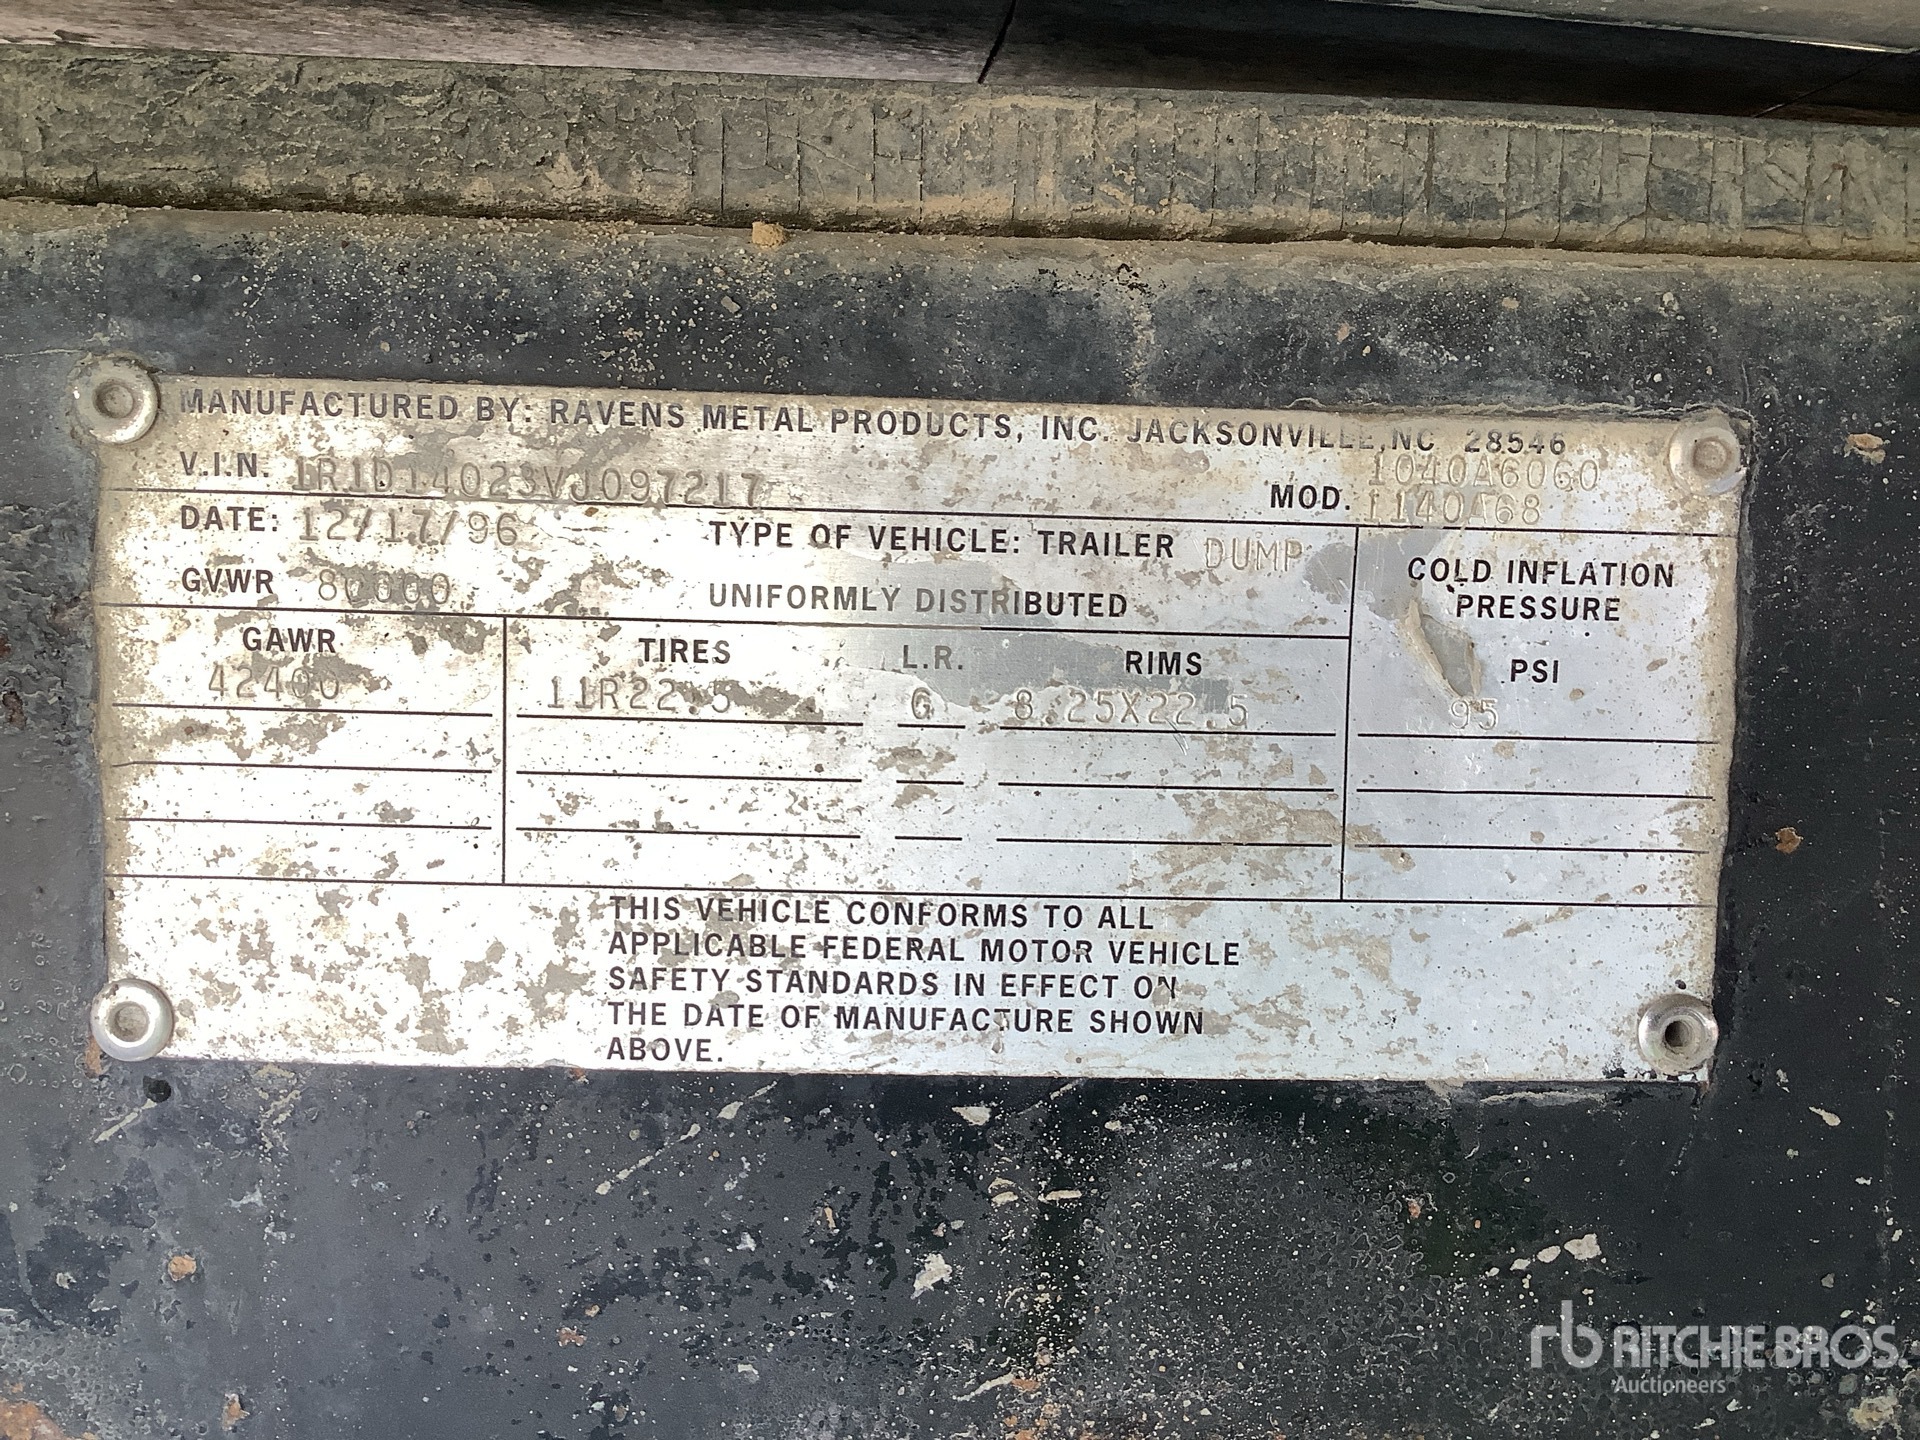 MANUFACTURED BY: RAVENS METAL PRODUCTS, INC. JACKSONVILLE, NC 28546
V.I.N. 1R1D14023VJ097217
MOD. 1040A6060
1140A68
DATE: 12/17/96 TYPE OF VEHICLE: TRAILER DUMP
GVWR 80000 UNIFORMLY DISTRIBUTED
COLD INFLATION
PRESSURE
GAWR TIRES L.R. RIMS PSI
42400 11R22.5 G 8.25X22.5 95
THIS VEHICLE CONFORMS TO ALL
APPLICABLE FEDERAL MOTOR VEHICLE
SAFETY STANDARDS IN EFFECT ON
THE DATE OF MANUFACTURE SHOWN
ABOVE.
rb RITCHIE BROS.
Auctioneers